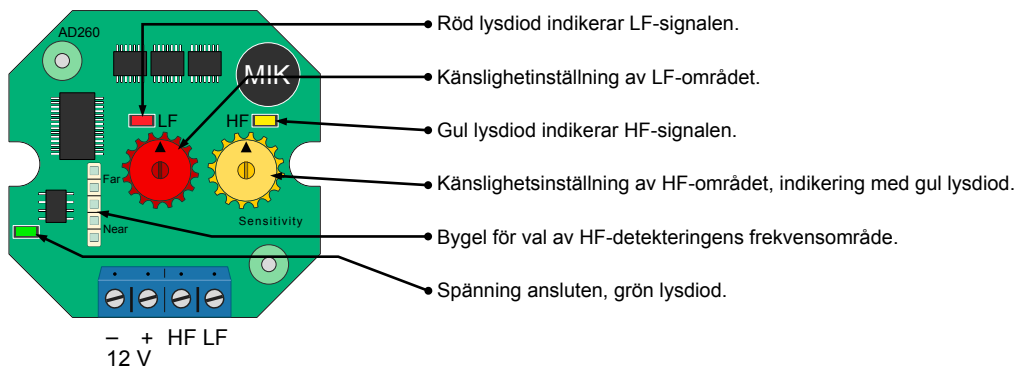 AD260
MIK
LF
HF
Far
Near
Sensitivity
– + HF LF
12 V
Röd lysdiod indikerar LF-signalen.
Känslighetinställning av LF-området.
Gul lysdiod indikerar HF-signalen.
Känslighetsinställning av HF-området, indikering med gul lysdiod.
Bygel för val av HF-detekteringens frekvensområde.
Spänning ansluten, grön lysdiod.